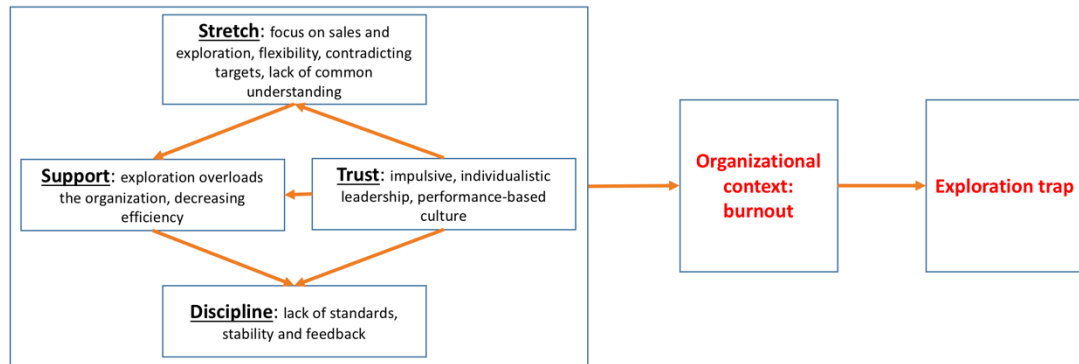 Stretch: focus on sales and
exploration, flexibility, contradicting
targets, lack of common
understanding
Support: exploration overloads
the organization, decreasing
efficiency
Trust: impulsive, individualistic
leadership, performance-based
culture
Discipline: lack of standards,
stability and feedback
Organizational
context:
burnout
Exploration trap